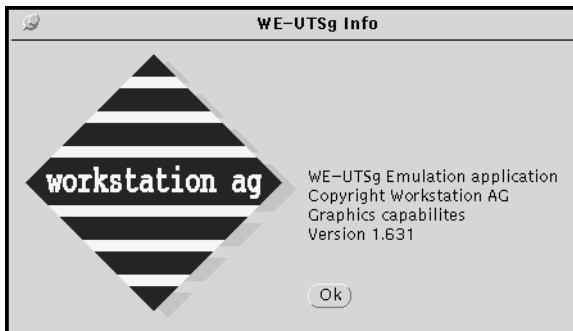 WE-UTSg Info
workstation ag
WE-UTSg Emulation application
Copyright Workstation AG
Graphics capabilites
Version 1.631
Ok